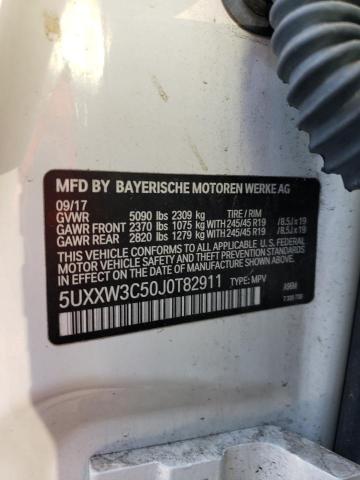 MFD BY BAYERISCHE MOTOREN WERKE AG
09/17
GVWR 5090 lbs 2309 kg TIRE / RIM
GAWR FRONT 2370 lbs 1075 kg WITH 245/45 R19 / 8.5J x 19
GAWR REAR 2820 lbs 1279 kg WITH 245/45 R19 / 8.5J x 19
THIS VEHICLE CONFORMS TO ALL APPLICABLE
FEDERAL MOTOR VEHICLE SAFETY, BUMPER AND
THEFT PREVENTION STANDARDS IN EFFECT ON THE
DATE OF MANUFACTURE SHOWN ABOVE.
5UXXW3C50J0T82911 TYPE: MPV